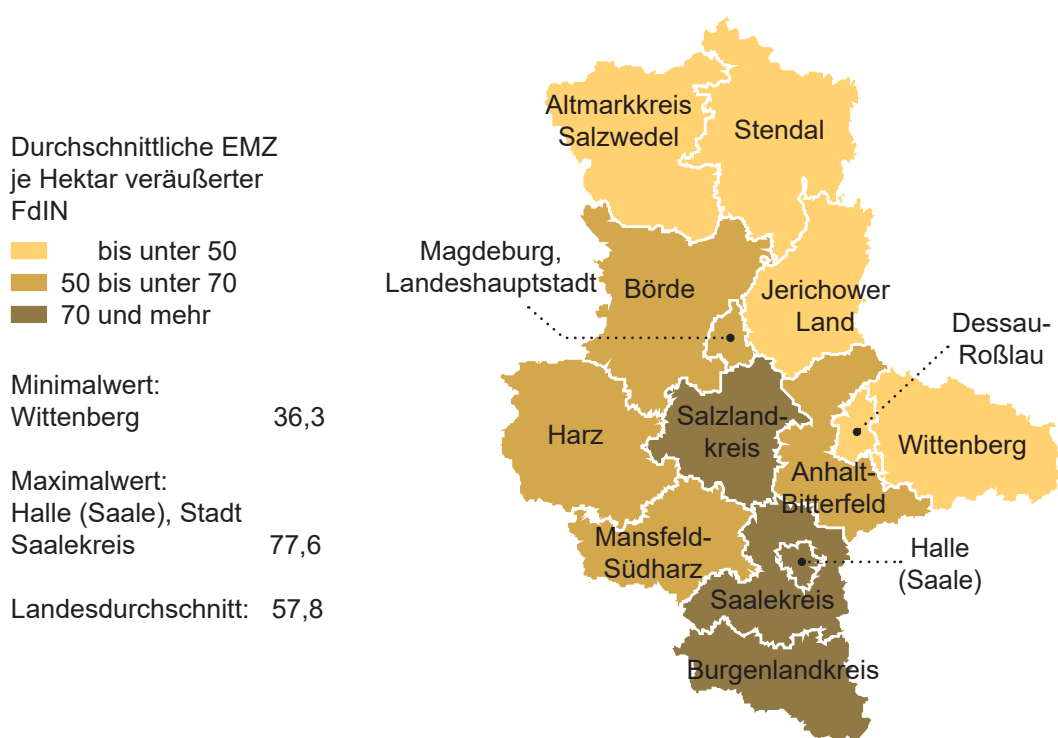 Durchschnittliche EMZ
je Hektar veräußerter
FdIN
bis unter 50
50 bis unter 70
70 und mehr
Minimalwert:
Wittenberg 36,3
Maximalwert:
Halle (Saale), Stadt
Saalekreis 77,6
Landesdurchschnitt: 57,8
Altmarkkreis
Salzwedel
Stendal
Magdeburg,
Landeshauptstadt
Börde
Jerichower
Land
Dessau-
Roßlau
Harz
Salzland-
kreis
Wittenberg
Anhalt-
Bitterfeld
Mansfeld-
Südharz
Halle
(Saale)
Saalekreis
Burgenlandkreis